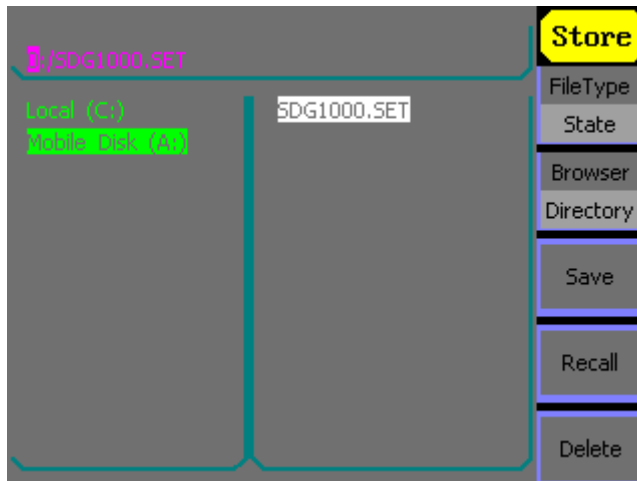 :/SDG1000.SET
Local (C:)
Mobile Disk (A:)
SDG1000.SET
Store
FileType
State
Browser
Directory
Save
Recall
Delete